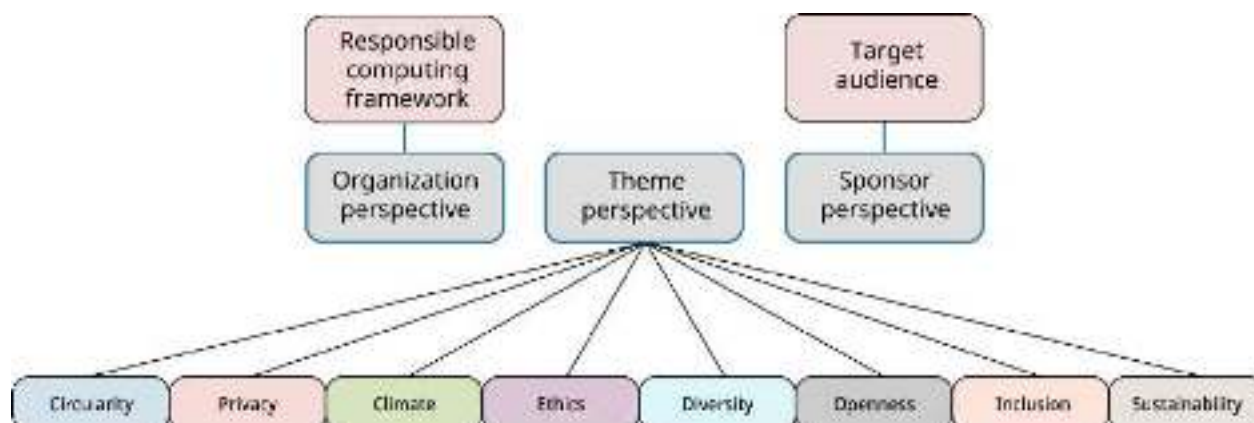 Responsible
computing
framework
Target
audience
Organization
perspective
Theme
perspective
Sponsor
perspective
Circularity
Privacy
Climate
Ethics
Diversity
Openness
Inclusion
Sustainability